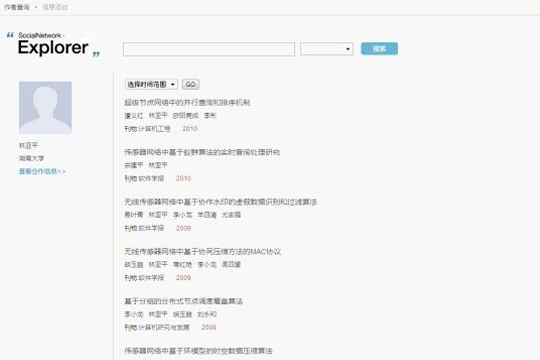 作者查询 · 信息添加
“ SocialNetwork -
Explorer ”
搜索
选择时间范围 GO
林亚平
湖南大学
查看合作信息>>
超级节点网络中的并行查询和排序机制
林亚平 欧阳竟成 李彬
刊物:计算机工程 2010
传感器网络中基于蚁群算法的实时查询处理研究
余建平 林亚平
刊物:软件学报 2010
无线传感器网络中基于协作水印的虚假数据识别和过滤算法
易叶青 林亚平 李小龙 羊四清
刊物:软件学报 2009
无线传感器网络中基于协同压缩方法的MAC协议
胡玉鹏 林亚平 李小龙 周四望
刊物:软件学报 2009
基于分组的分布式节点调度覆盖算法
李小龙 林亚平 胡玉鹏 刘永和
刊物:计算机研究与发展 2008
传感器网络中基于环模型的时空数据压缩算法